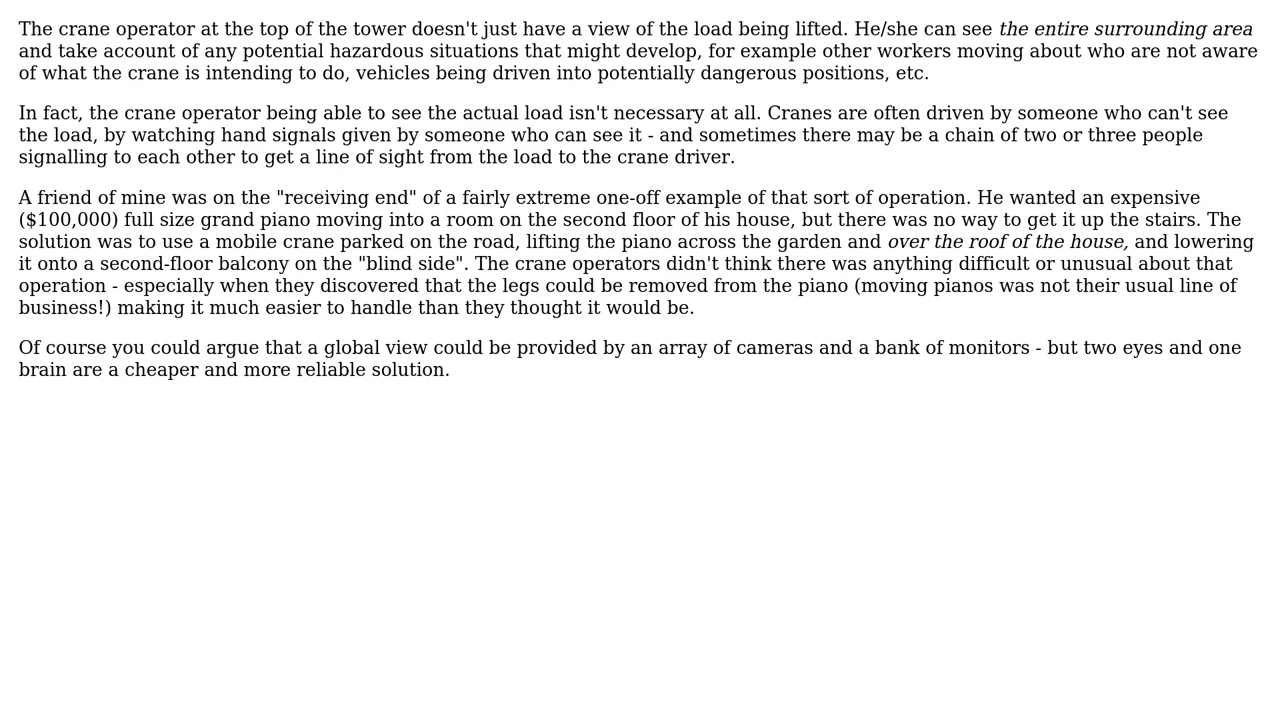 The crane operator at the top of the tower doesn't just have a view of the load being lifted. He/she can see the entire surrounding area
and take account of any potential hazardous situations that might develop, for example other workers moving about who are not aware
of what the crane is intending to do, vehicles being driven into potentially dangerous positions, etc.
In fact, the crane operator being able to see the actual load isn't necessary at all. Cranes are often driven by someone who can't see
the load, by watching hand signals given by someone who can see it - and sometimes there may be a chain of two or three people
signalling to each other to get a line of sight from the load to the crane driver.
A friend of mine was on the "receiving end" of a fairly extreme one-off example of that sort of operation. He wanted an expensive
($100,000) full size grand piano moving into a room on the second floor of his house, but there was no way to get it up the stairs. The
solution was to use a mobile crane parked on the road, lifting the piano across the garden and over the roof of the house, and lowering
it onto a second-floor balcony on the "blind side". The crane operators didn't think there was anything difficult or unusual about that
operation - especially when they discovered that the legs could be removed from the piano (moving pianos was not their usual line of
business!) making it much easier to handle than they thought it would be.
Of course you could argue that a global view could be provided by an array of cameras and a bank of monitors - but two eyes and one
brain are a cheaper and more reliable solution.